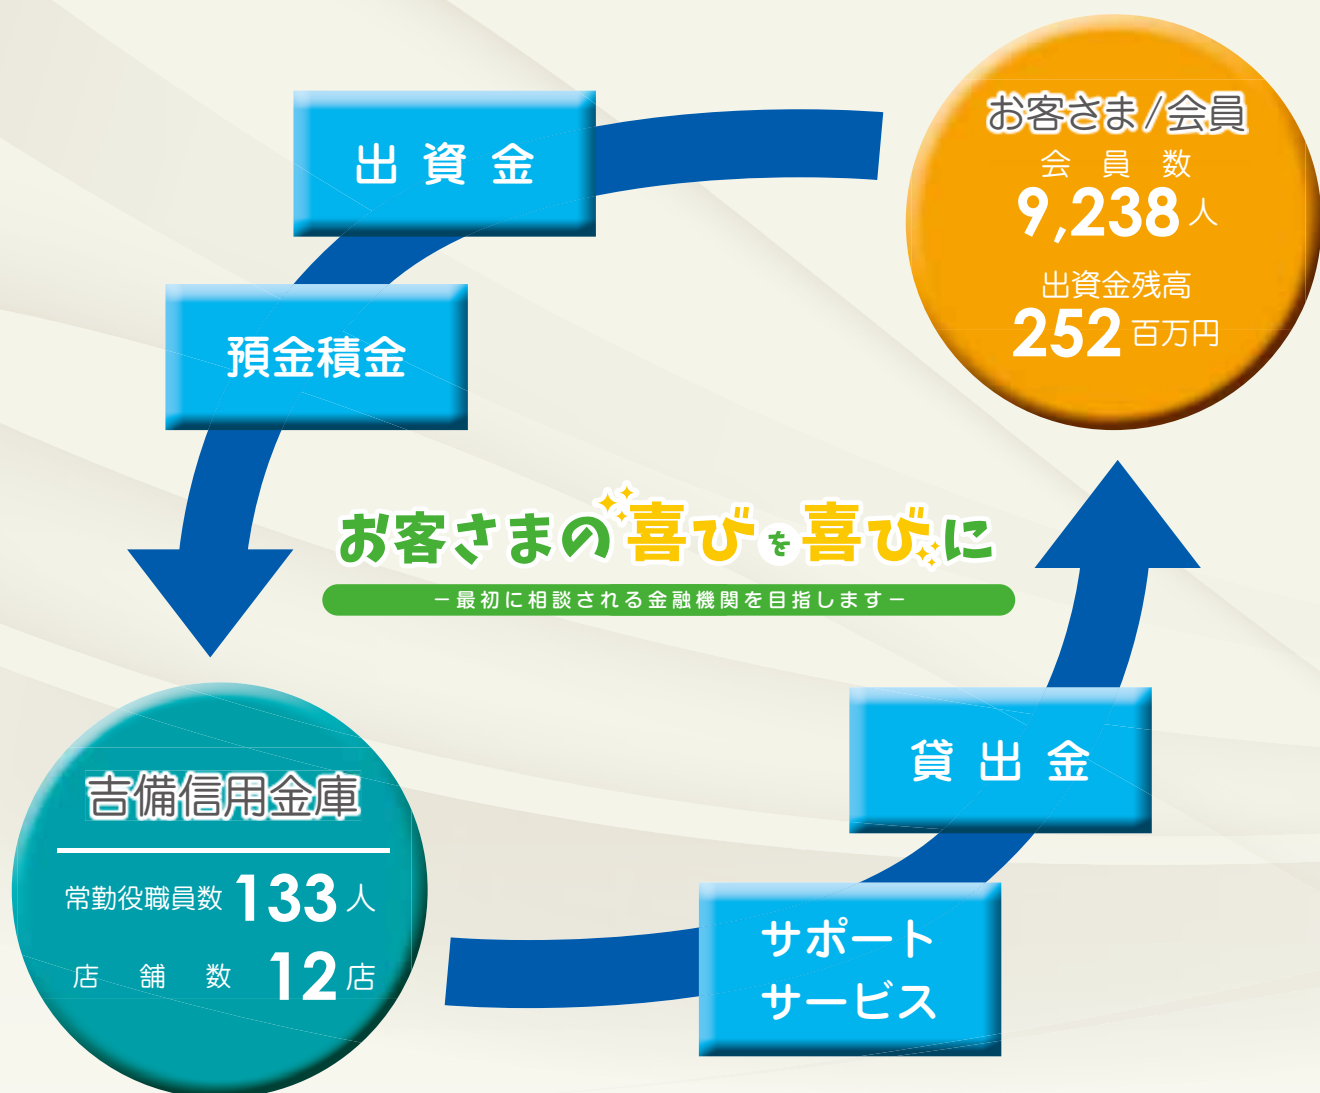 お客さま/会員
会員数
9,238人
出資金残高
252百万円
出資金
預金積金
お客さまの喜びを喜びに
－最初に相談される金融機関を目指します－
吉備信用金庫
常勤役職員数 133人
店舗数 12店
貸出金
サポート
サービス